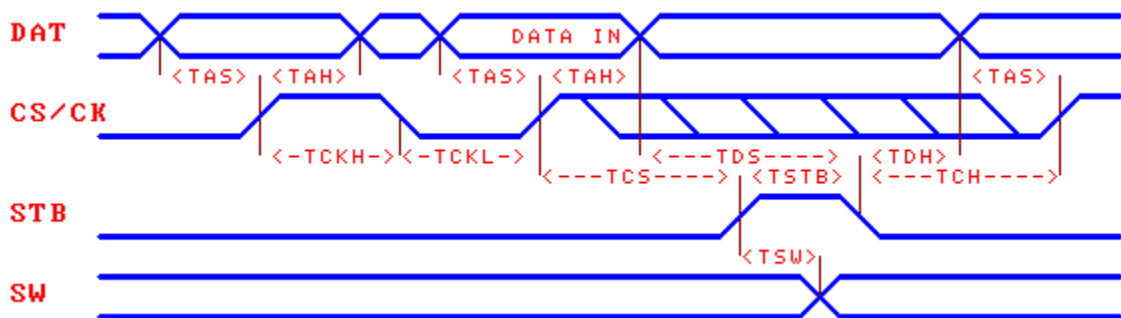 DAT
DATA IN
<TAS> <TAH> <TAS> <TAH> <TAS>
CS/CK
<-TCKH-> <-TCKL-> <---TDS----> <TDH>
<---TCS----> <TSTB> <---TCH---->
STB
<TSW>
SW